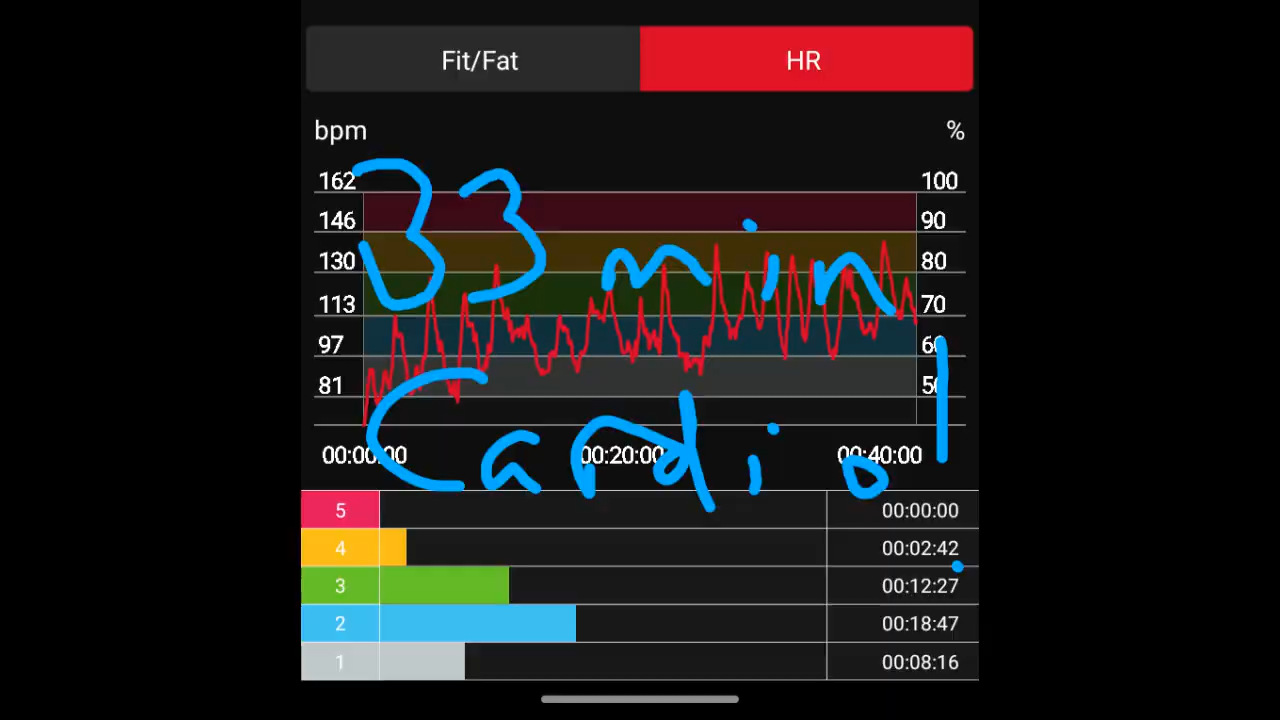 Fit/Fat HR
bpm %
162 100
146 90
130 80
113 70
97 60
81 50
33 min
Cardio!
00:00:00 00:20:00 00:40:00
5 00:00:00
4 00:02:42
3 00:12:27
2 00:18:47
1 00:08:16